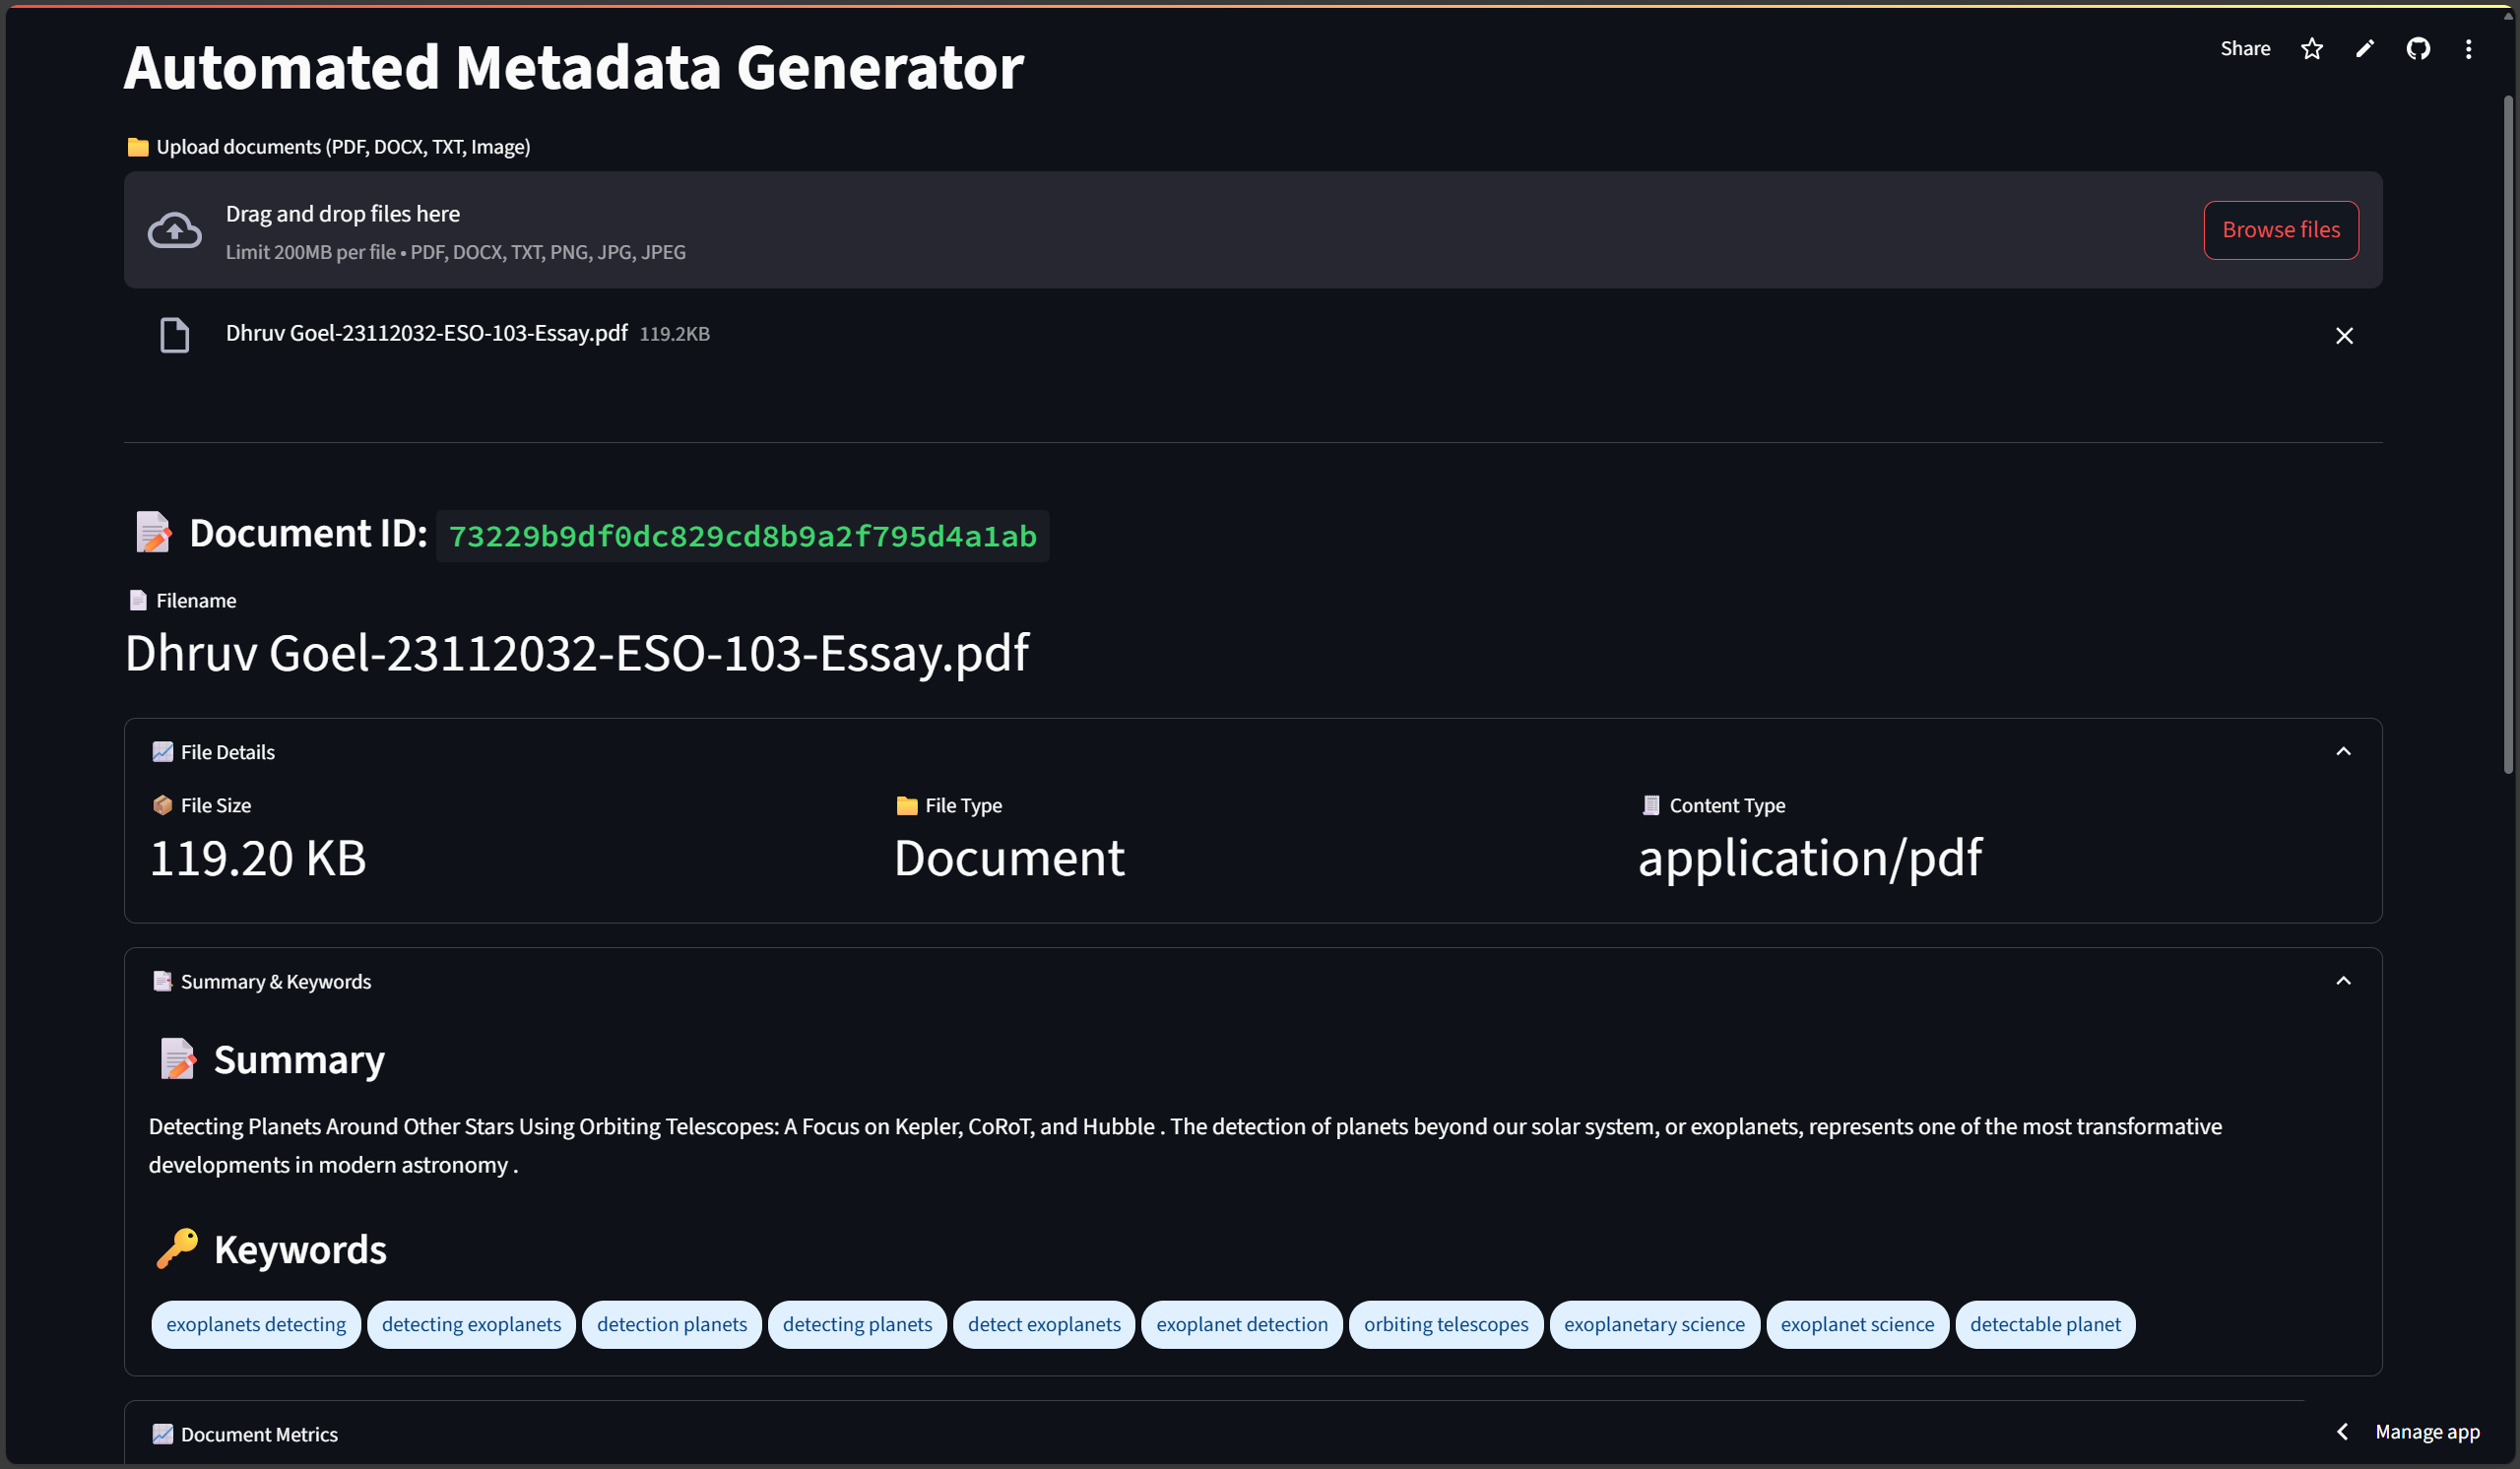 Share
Automated Metadata Generator
Upload documents (PDF, DOCX, TXT, Image)
Drag and drop files here
Limit 200MB per file • PDF, DOCX, TXT, PNG, JPG, JPEG
Browse files
Dhruv Goel-23112032-ESO-103-Essay.pdf 119.2KB
Document ID: 73229b9df0dc829cd8b9a2f795d4a1ab
Filename
Dhruv Goel-23112032-ESO-103-Essay.pdf
File Details
File Size
119.20 KB
File Type
Document
Content Type
application/pdf
Summary & Keywords
Summary
Detecting Planets Around Other Stars Using Orbiting Telescopes: A Focus on Kepler, CoRoT, and Hubble . The detection of planets beyond our solar system, or exoplanets, represents one of the most transformative
developments in modern astronomy .
Keywords
exoplanets detecting detecting exoplanets detection planets detecting planets detect exoplanets exoplanet detection orbiting telescopes exoplanetary science exoplanet science detectable planet
Document Metrics
Manage app